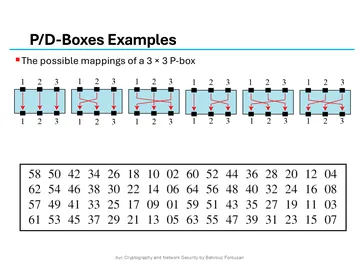 P/D-Boxes Examples
The possible mappings of a 3 × 3 P-box
1 2 3 1 2 3 1 2 3 1 2 3 1 2 3 1 2 3
1 2 3 1 2 3 1 2 3 1 2 3 1 2 3 1 2 3
58 50 42 34 26 18 10 02 60 52 44 36 28 20 12 04
62 54 46 38 30 22 14 06 64 56 48 40 32 24 16 08
57 49 41 33 25 17 09 01 59 51 43 35 27 19 11 03
61 53 45 37 29 21 13 05 63 55 47 39 31 23 15 07
Cryptography and Network Security by Behrouz Forouzan